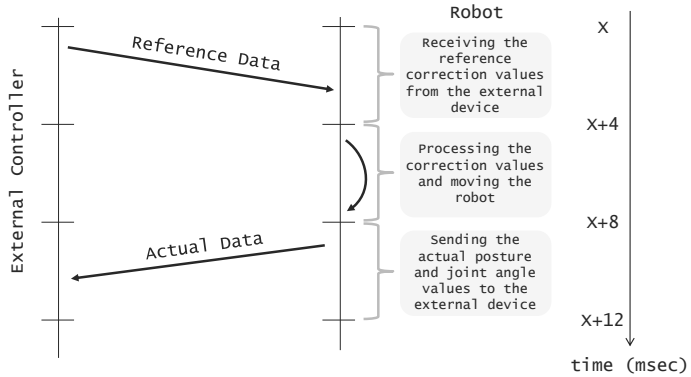 Robot
X
Reference Data
Receiving the
reference
correction values
from the external
device
X+4
External Controller
Processing the
correction values
and moving the
robot
X+8
Actual Data
Sending the
actual posture
and joint angle
values to the
external device
X+12
time (msec)